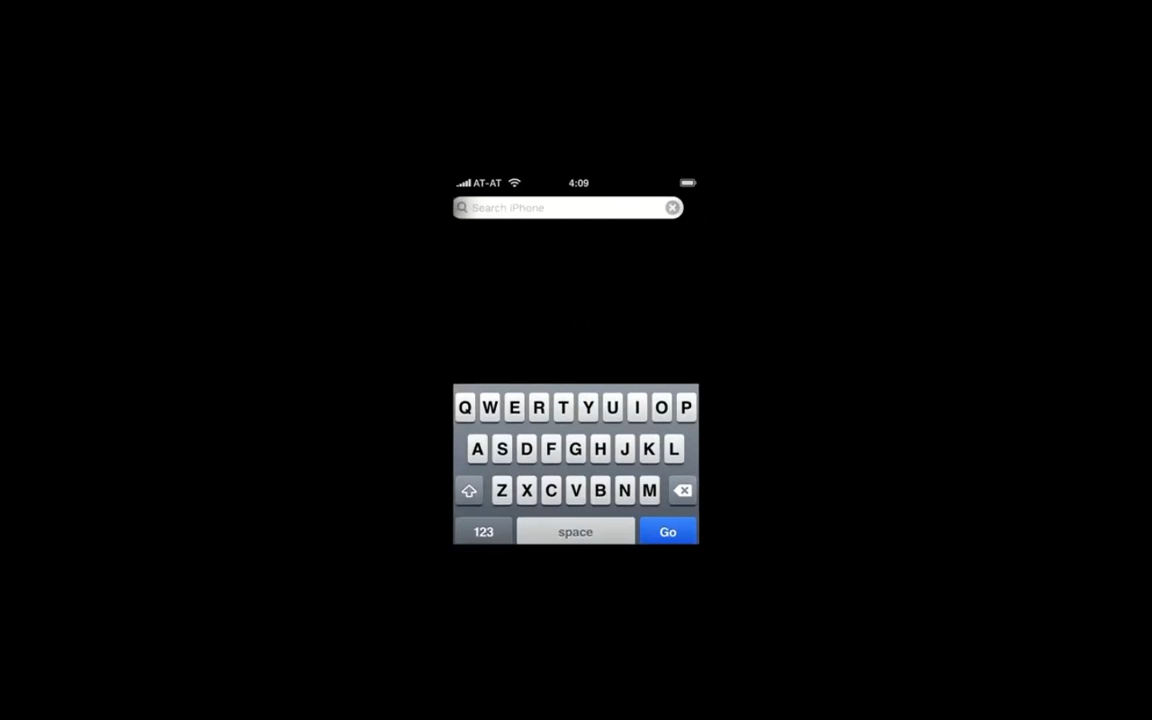 AT-AT 4:09
Search iPhone
Q W E R T Y U I O P
A S D F G H J K L
Z X C V B N M
123 space Go